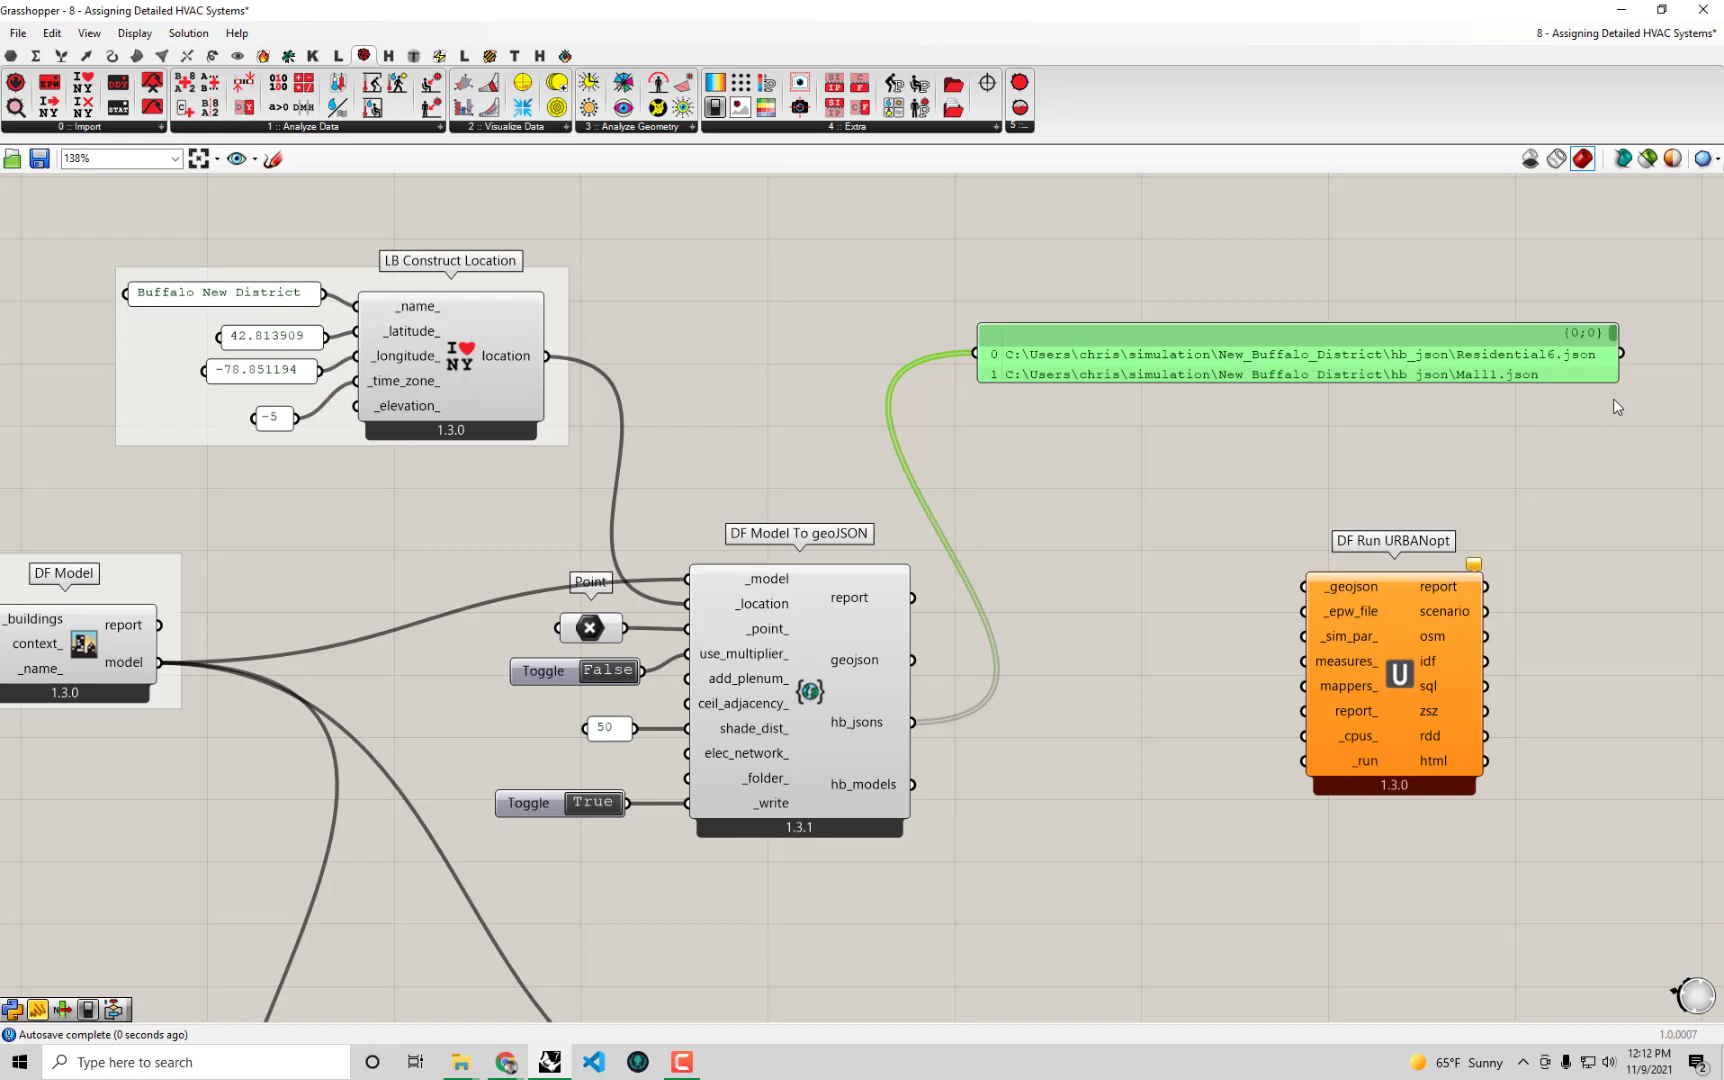 Grasshopper - 8 - Assigning Detailed HVAC Systems*
File Edit View Display Solution Help
8 - Assigning Detailed HVAC Systems*
0 :: Import
1 :: Analyze Data
2 :: Visualize Data
3 :: Analyze Geometry
4 :: Extra
5 ::...
138%
LB Construct Location
Buffalo New District
42.813909
-78.851194
-5
_name_
_latitude_
_longitude_
_time_zone_
_elevation_
I NY
location
1.3.0
{0;0}
0 C:\Users\chris\simulation\New_Buffalo_District\hb_json\Residential6.json
1 C:\Users\chris\simulation\New_Buffalo_District\hb_json\Mall1.json
DF Model
_buildings
context_
_name_
report
model
1.3.0
Point
Toggle False
50
Toggle True
DF Model To geoJSON
_model
_location
_point_
use_multiplier_
add_plenum_
ceil_adjacency_
shade_dist_
elec_network_
_folder_
_write
report
geojson
hb_jsons
hb_models
1.3.1
DF Run URBANopt
_geojson
_epw_file
_sim_par_
measures_
mappers_
report_
_cpus_
_run
U
report
scenario
osm
idf
sql
zsz
rdd
html
1.3.0
Autosave complete (0 seconds ago)
1.0.0007
Type here to search
65°F Sunny
12:12 PM
11/9/2021
2